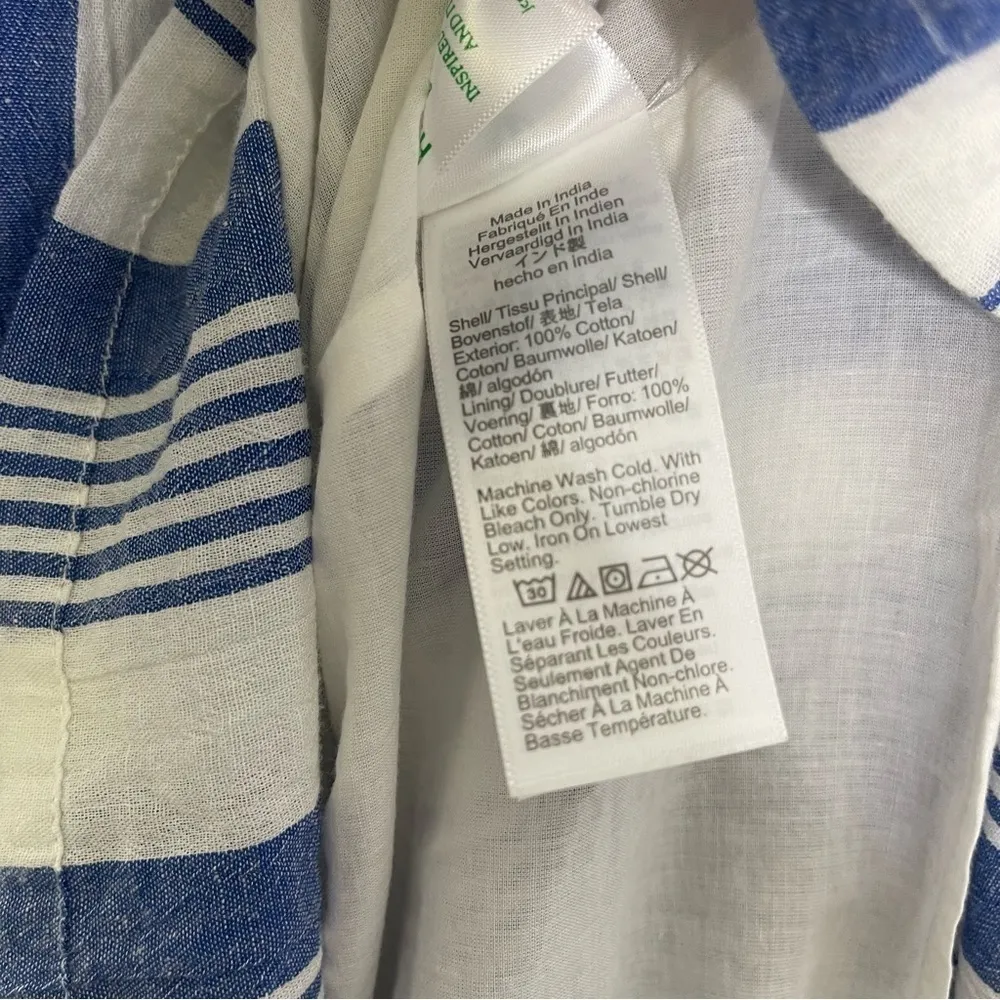 INSPIRED
AND
Made In India
Fabriqué En Inde
Hergestellt In Indien
Vervaardigd In India
インド製
hecho en india
Shell/ Tissu Principal/ Shell/
Bovenstof/ 表地/ Tela
Exterior: 100% Cotton/
Coton/ Baumwolle/ Katoen/
綿/ algodón
Lining/ Doublure/ Futter/
Voering/ 裏地/ Forro: 100%
Cotton/ Coton/ Baumwolle/
Katoen/ 綿/ algodón
Machine Wash Cold. With
Like Colors. Non-chlorine
Bleach Only. Tumble Dry
Low. Iron On Lowest
Setting.
30
Laver À La Machine À
L'eau Froide. Laver En
Séparant Les Couleurs.
Seulement Agent De
Blanchiment Non-chlore.
Sécher À La Machine À
Basse Température.